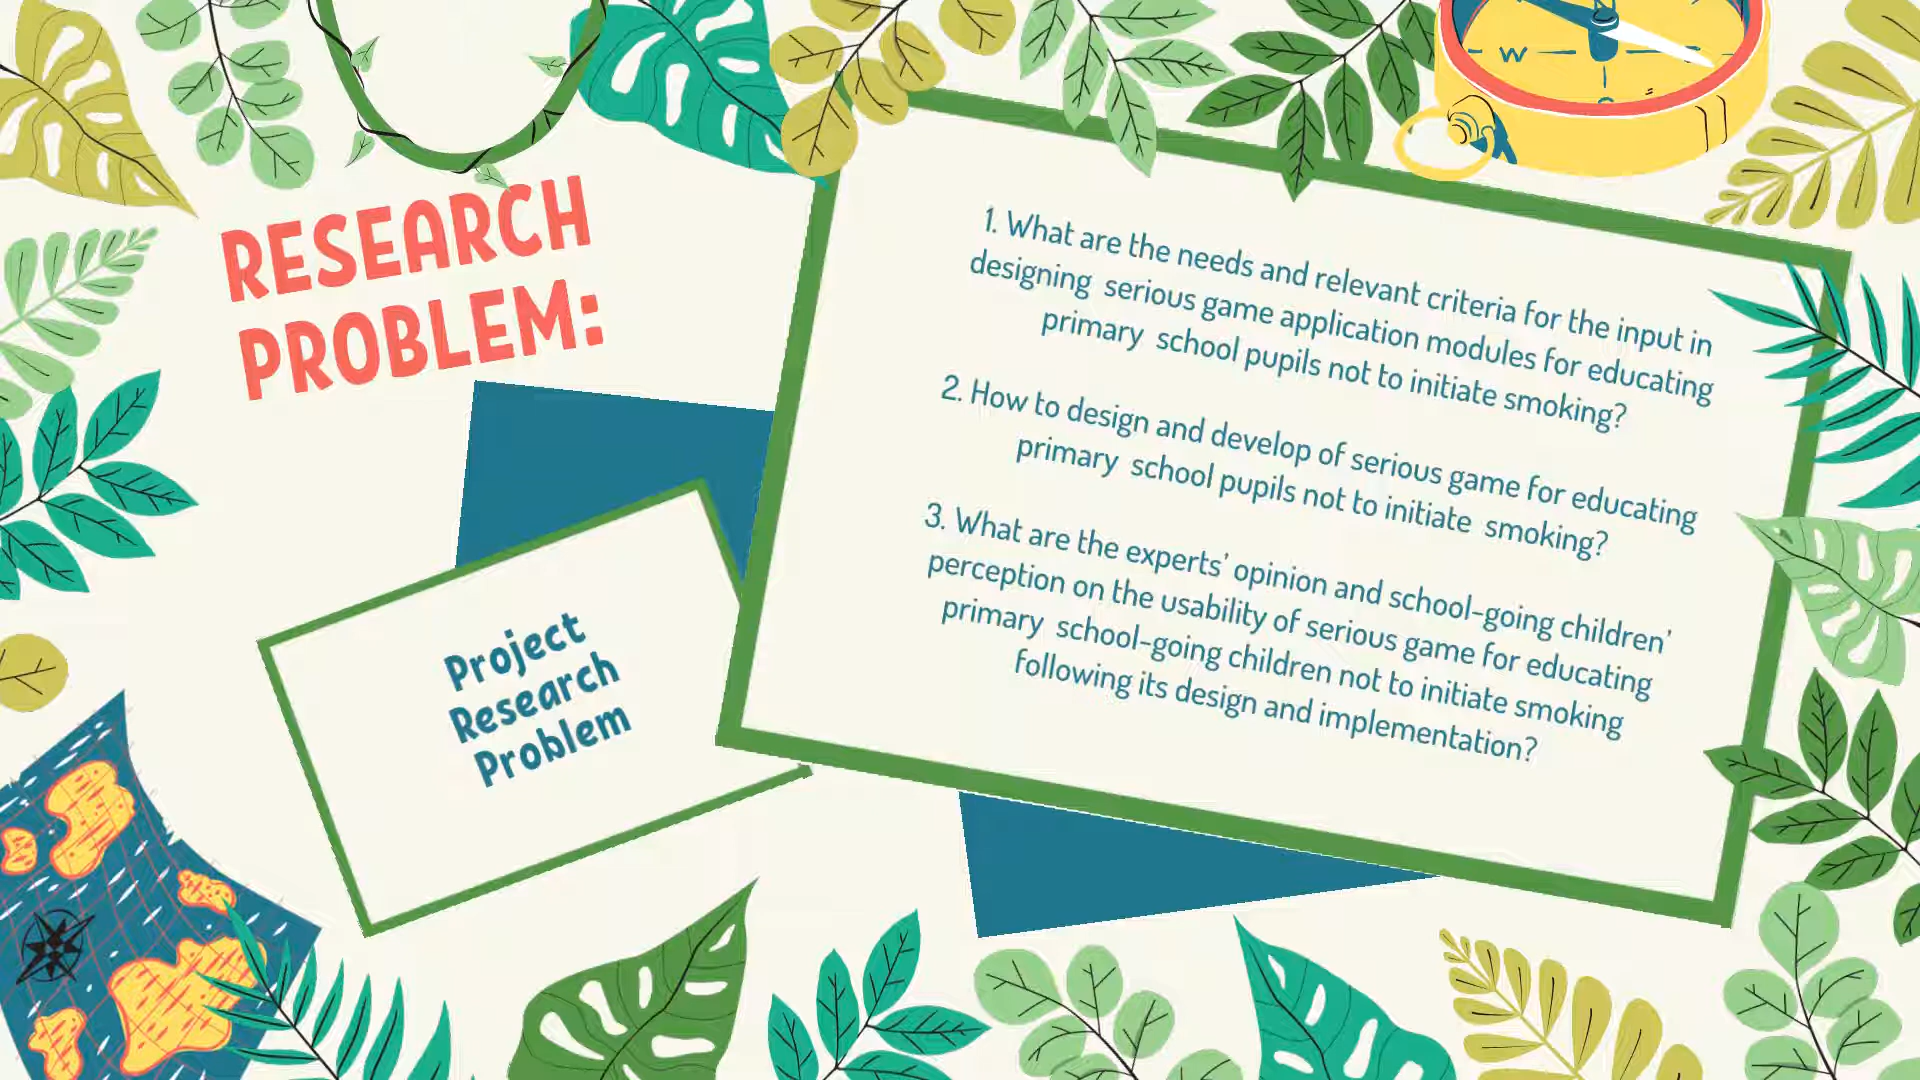 W
RESEARCH
PROBLEM:
1. What are the needs and relevant criteria for the input in
designing serious game application modules for educating
primary school pupils not to initiate smoking?
2. How to design and develop of serious game for educating
primary school pupils not to initiate smoking?
3. What are the experts' opinion and school-going children'
perception on the usability of serious game for educating
primary school-going children not to initiate smoking
following its design and implementation?
Project
Research
Problem